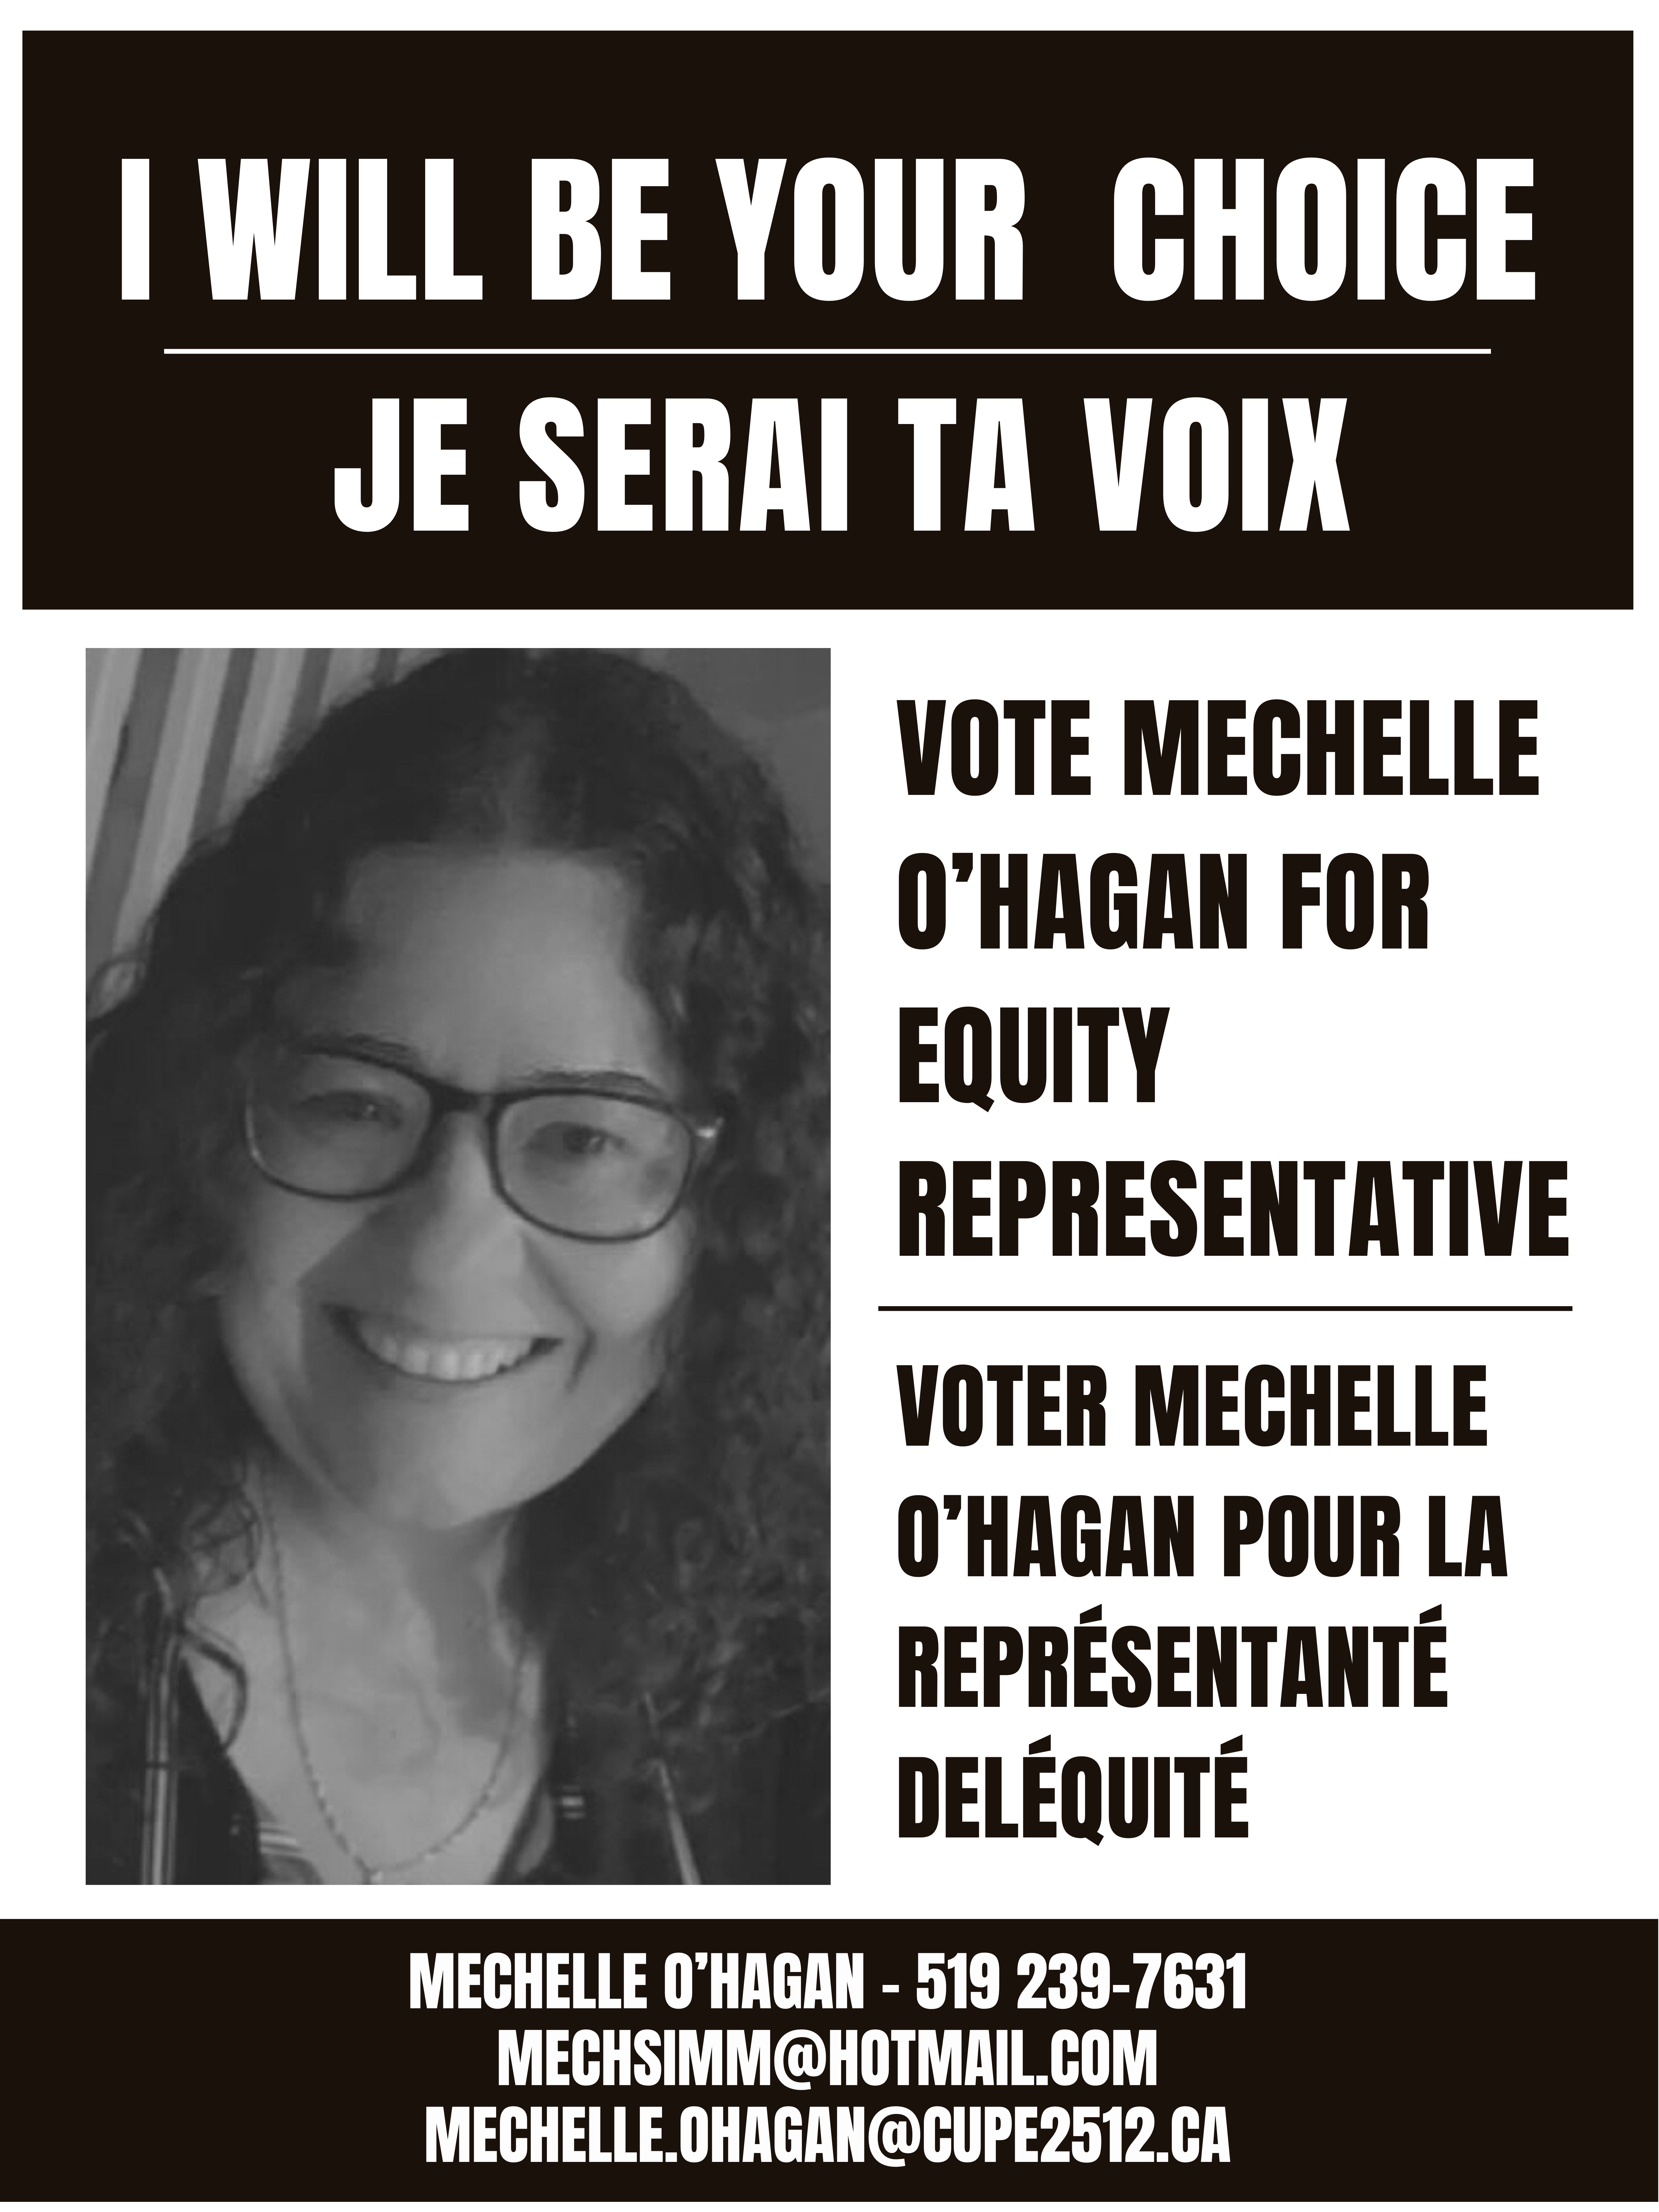 I WILL BE YOUR CHOICE
JE SERAI TA VOIX
VOTE MECHELLE
O'HAGAN FOR
EQUITY
REPRESENTATIVE
VOTER MECHELLE
O'HAGAN POUR LA
REPRÉSENTANTÉ
DELÉQUITÉ
MECHELLE O'HAGAN - 519 239-7631
MECHSIMM@HOTMAIL.COM
MECHELLE.OHAGAN@CUPE2512.CA